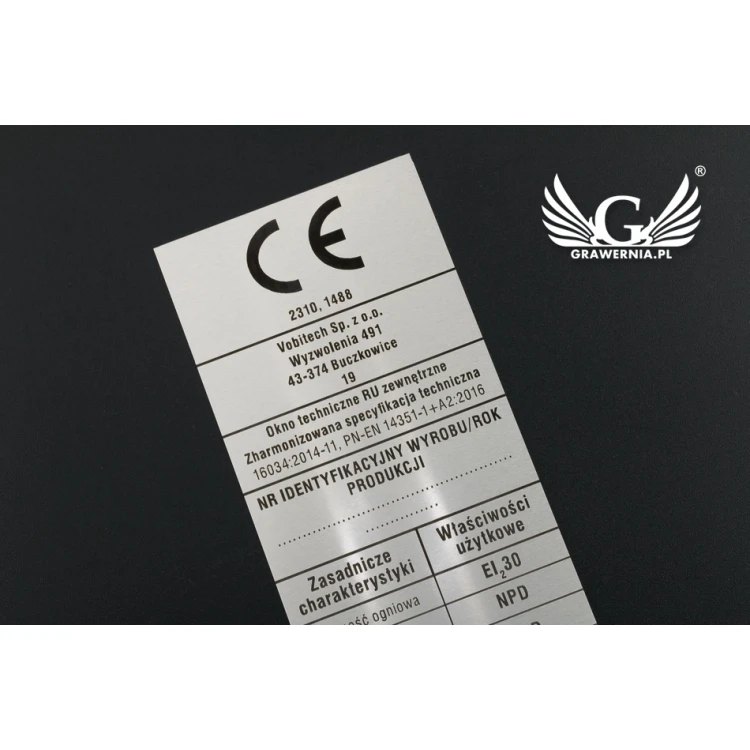 CE
2310, 1488
Vobitech Sp. z o.o.
Wyzwolenia 491
43-374 Buczkowice
19
Okno techniczne RU zewnętrzne
Zharmonizowana specyfikacja techniczna
16034:2014-11, PN-EN 14351-1+A2:2016
NR IDENTYFIKACYJNY WYROBU/ROK
PRODUKCJI
Zasadnicze
charakterystyki
Właściwości
użytkowe
EI₂30
ogniowa
NPD
G
®
GRAWERNIA.PL